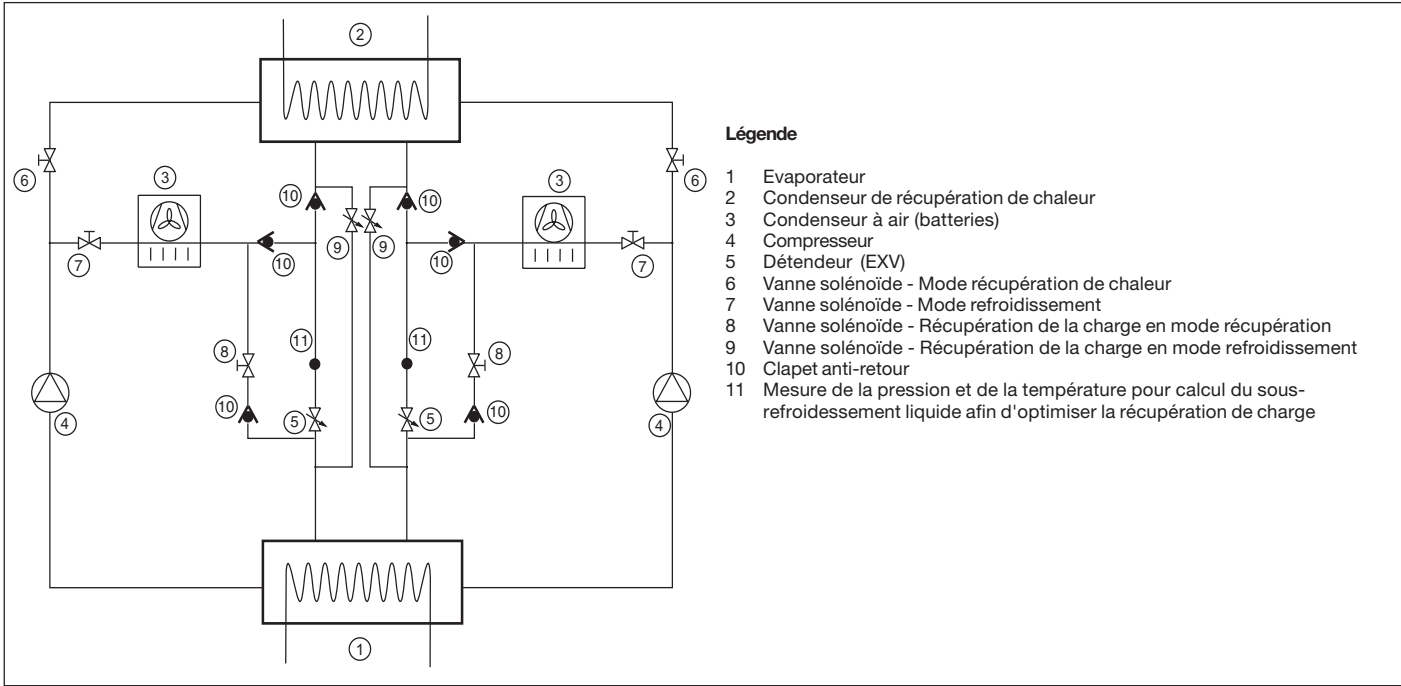 2
Légende
6
3
3
6
10
10
1 Evaporateur
2 Condenseur de récupération de chaleur
3 Condenseur à air (batteries)
4 Compresseur
5 Détendeur (EXV)
6 Vanne solénoïde - Mode récupération de chaleur
7 Vanne solénoïde - Mode refroidissement
8 Vanne solénoïde - Récupération de la charge en mode récupération
9 Vanne solénoïde - Récupération de la charge en mode refroidissement
10 Clapet anti-retour
11 Mesure de la pression et de la température pour calcul du sous-
refroidessement liquide afin d'optimiser la récupération de charge
7
10
9
9
10
7
8
11
11
8
4
10
5
5
10
4
1